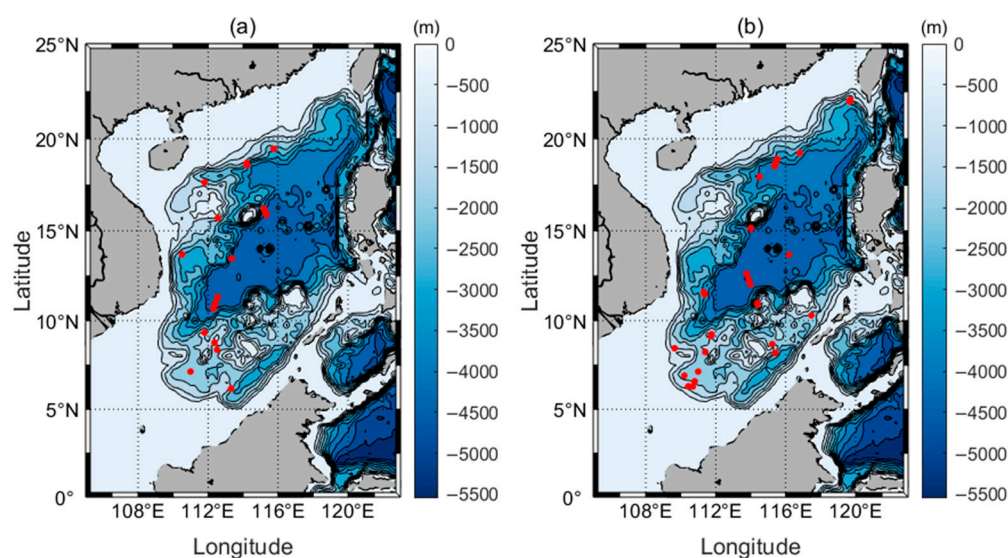 (a)
(m)
25°N
20°N
15°N
10°N
5°N
0°
108°E
112°E
116°E
120°E
Latitude
Longitude
0
−500
−1000
−1500
−2000
−2500
−3000
−3500
−4000
−4500
−5000
−5500
(b)
(m)
25°N
20°N
15°N
10°N
5°N
0°
108°E
112°E
116°E
120°E
Latitude
Longitude
0
−500
−1000
−1500
−2000
−2500
−3000
−3500
−4000
−4500
−5000
−5500